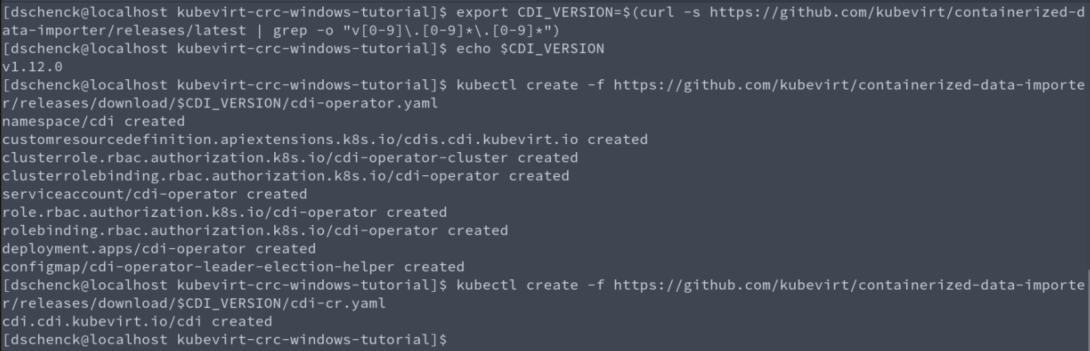 [dschenck@localhost kubevirt-crc-windows-tutorial]$ export CDI_VERSION=$(curl -s https://github.com/kubevirt/containerized-d
ata-importer/releases/latest | grep -o "v[0-9]\.[0-9]*\.[0-9]*")
[dschenck@localhost kubevirt-crc-windows-tutorial]$ echo $CDI_VERSION
v1.12.0
[dschenck@localhost kubevirt-crc-windows-tutorial]$ kubectl create -f https://github.com/kubevirt/containerized-data-importe
r/releases/download/$CDI_VERSION/cdi-operator.yaml
namespace/cdi created
customresourcedefinition.apiextensions.k8s.io/cdis.cdi.kubevirt.io created
clusterrole.rbac.authorization.k8s.io/cdi-operator-cluster created
clusterrolebinding.rbac.authorization.k8s.io/cdi-operator created
serviceaccount/cdi-operator created
role.rbac.authorization.k8s.io/cdi-operator created
rolebinding.rbac.authorization.k8s.io/cdi-operator created
deployment.apps/cdi-operator created
configmap/cdi-operator-leader-election-helper created
[dschenck@localhost kubevirt-crc-windows-tutorial]$ kubectl create -f https://github.com/kubevirt/containerized-data-importe
r/releases/download/$CDI_VERSION/cdi-cr.yaml
cdi.cdi.kubevirt.io/cdi created
[dschenck@localhost kubevirt-crc-windows-tutorial]$